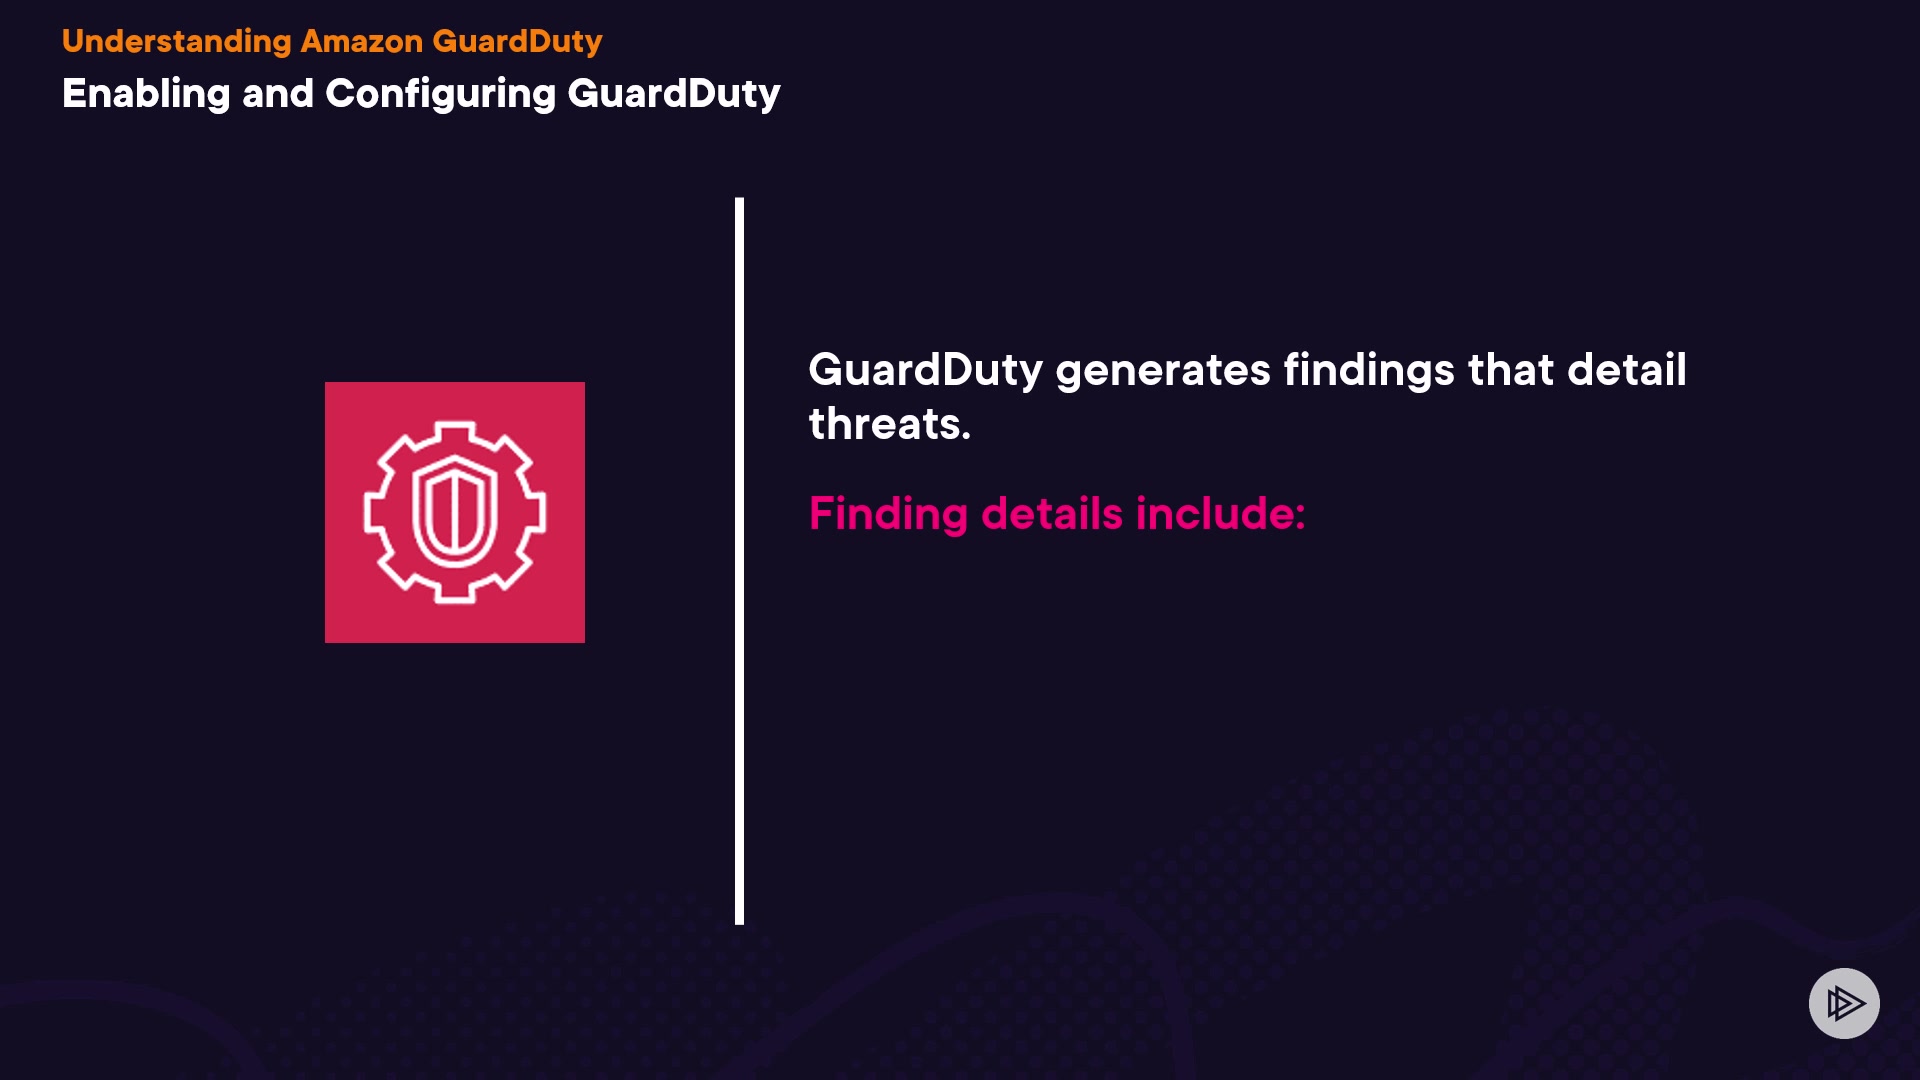 Understanding Amazon GuardDuty
Enabling and Configuring GuardDuty
GuardDuty generates findings that detail
threats.
Finding details include: